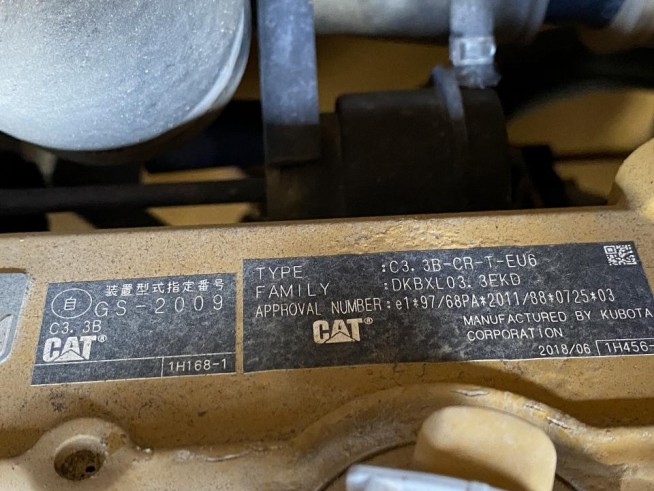 装置型式指定番号
自 GS-2009
C3.3B
CAT®
1H168-1
TYPE :C3.3B-CR-T-EU6
FAMILY :DKBXL03.3EKD
APPROVAL NUMBER:e1*97/68PA*2011/88*0725*03
CAT®
MANUFACTURED BY KUBOTA
CORPORATION
2018/06 1H456-